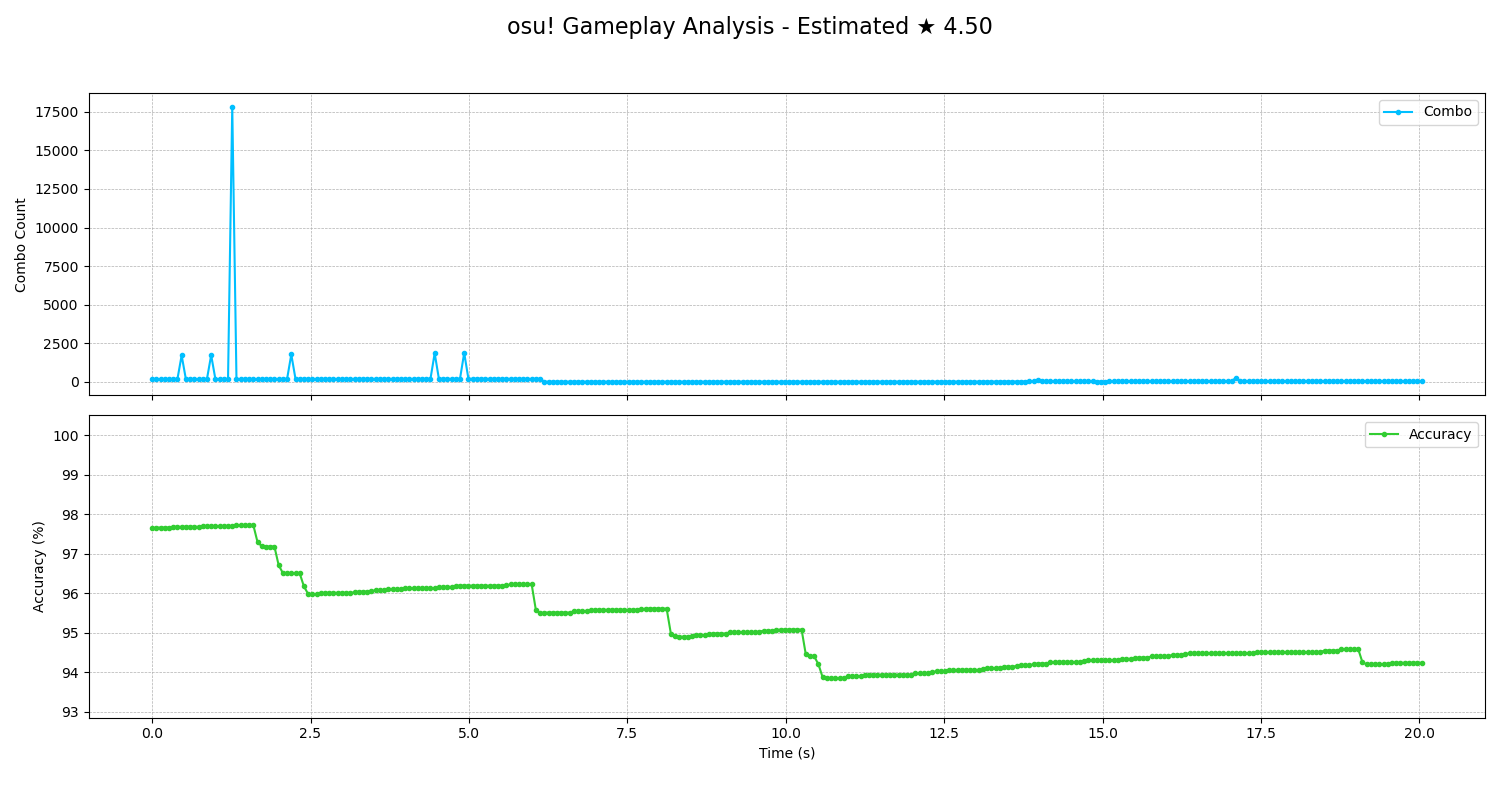 osu! Gameplay Analysis - Estimated ★ 4.50
17500
15000
12500
10000
7500
5000
2500
0
Combo Count
Combo
100
99
98
97
96
95
94
93
Accuracy (%)
Accuracy
0.0 2.5 5.0 7.5 10.0 12.5 15.0 17.5 20.0
Time (s)